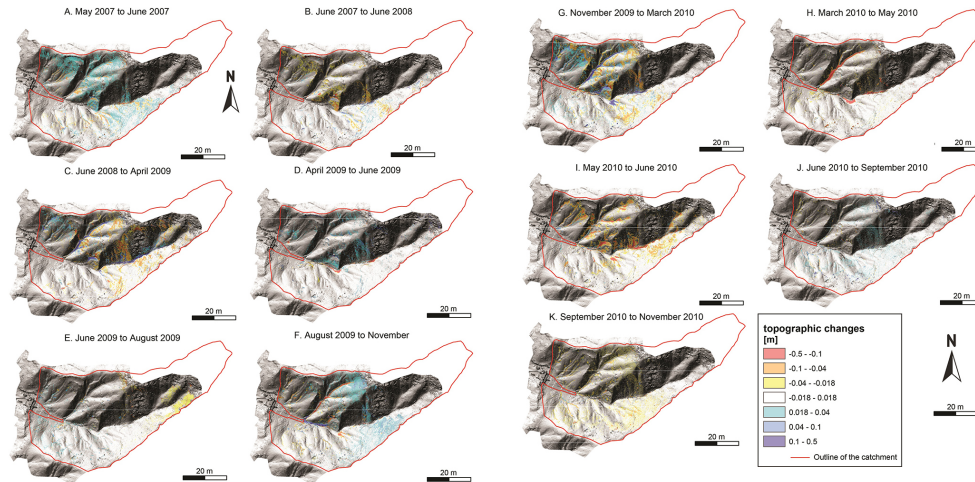 A. May 2007 to June 2007
B. June 2007 to June 2008
N
20 m
20 m
C. June 2008 to April 2009
D. April 2009 to June 2009
20 m
20 m
E. June 2009 to August 2009
F. August 2009 to November
20 m
20 m
G. November 2009 to March 2010
H. March 2010 to May 2010
20 m
20 m
I. May 2010 to June 2010
J. June 2010 to September 2010
20 m
20 m
K. September 2010 to November 2010
20 m
topographic changes
[m]
-0.5 - -0.1
-0.1 - -0.04
-0.04 - -0.018
-0.018 - 0.018
0.018 - 0.04
0.04 - 0.1
0.1 - 0.5
Outline of the catchment
N
20 m